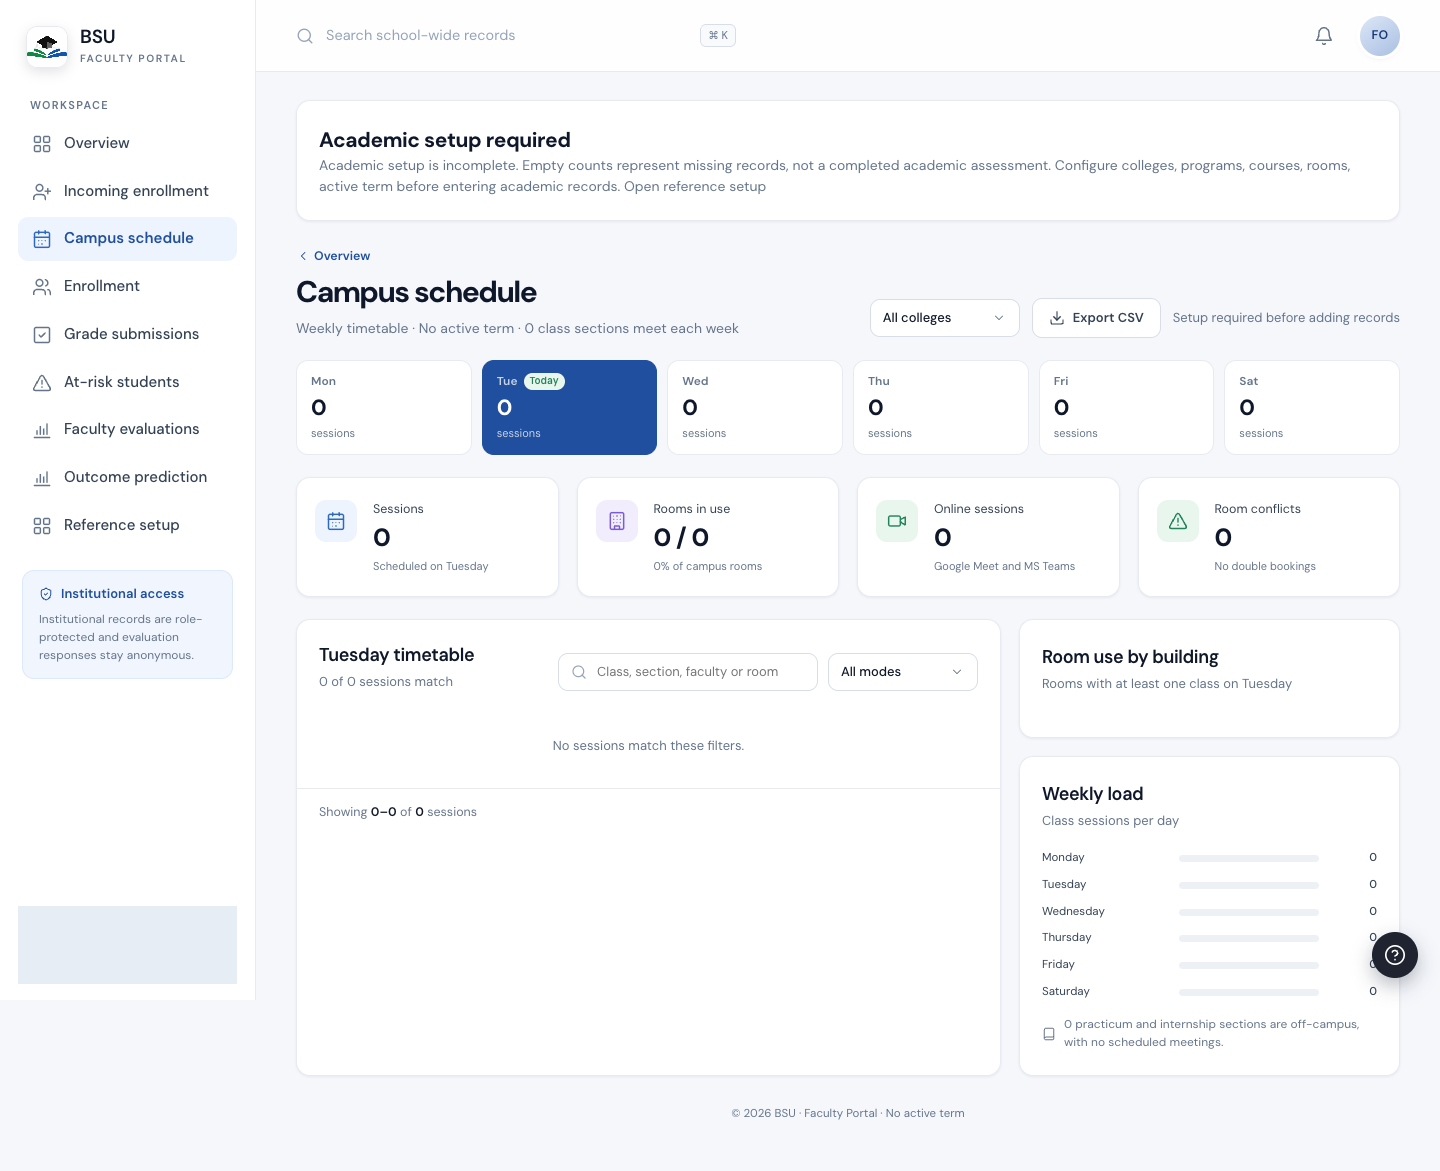 BSU
FACULTY PORTAL
WORKSPACE
Overview
Incoming enrollment
Campus schedule
Enrollment
Grade submissions
At-risk students
Faculty evaluations
Outcome prediction
Reference setup
Institutional access
Institutional records are role-
protected and evaluation
responses stay anonymous.
Search school-wide records
⌘ K
FO
Academic setup required
Academic setup is incomplete. Empty counts represent missing records, not a completed academic assessment. Configure colleges, programs, courses, rooms,
active term before entering academic records. Open reference setup
Overview
Campus schedule
Weekly timetable · No active term · 0 class sections meet each week
All colleges
Export CSV
Setup required before adding records
Mon
0
sessions
Tue Today
0
sessions
Wed
0
sessions
Thu
0
sessions
Fri
0
sessions
Sat
0
sessions
Sessions
0
Scheduled on Tuesday
Rooms in use
0 / 0
0% of campus rooms
Online sessions
0
Google Meet and MS Teams
Room conflicts
0
No double bookings
Tuesday timetable
0 of 0 sessions match
Class, section, faculty or room
All modes
No sessions match these filters.
Showing 0–0 of 0 sessions
Room use by building
Rooms with at least one class on Tuesday
Weekly load
Class sessions per day
Monday 0
Tuesday 0
Wednesday 0
Thursday 0
Friday 0
Saturday 0
0 practicum and internship sections are off-campus,
with no scheduled meetings.
© 2026 BSU · Faculty Portal · No active term